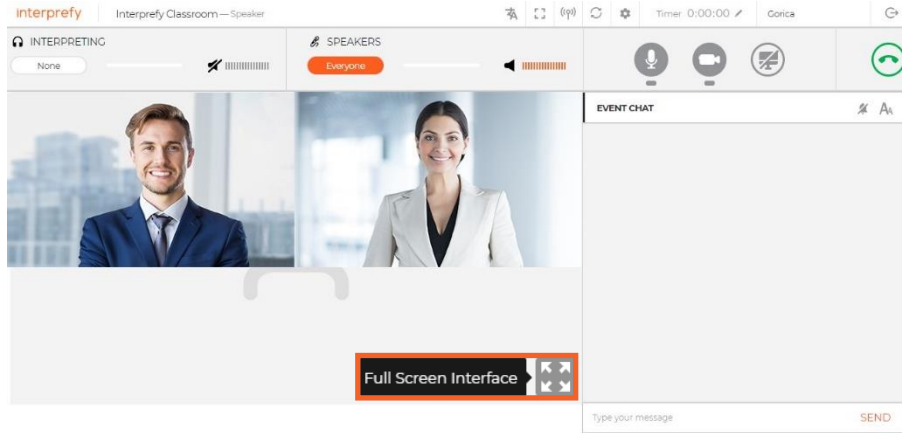 interprefy
Interprefy Classroom — Speaker
Timer 0:00:00
Gorica
INTERPRETING
None
SPEAKERS
Everyone
EVENT CHAT
Full Screen Interface
Type your message
SEND